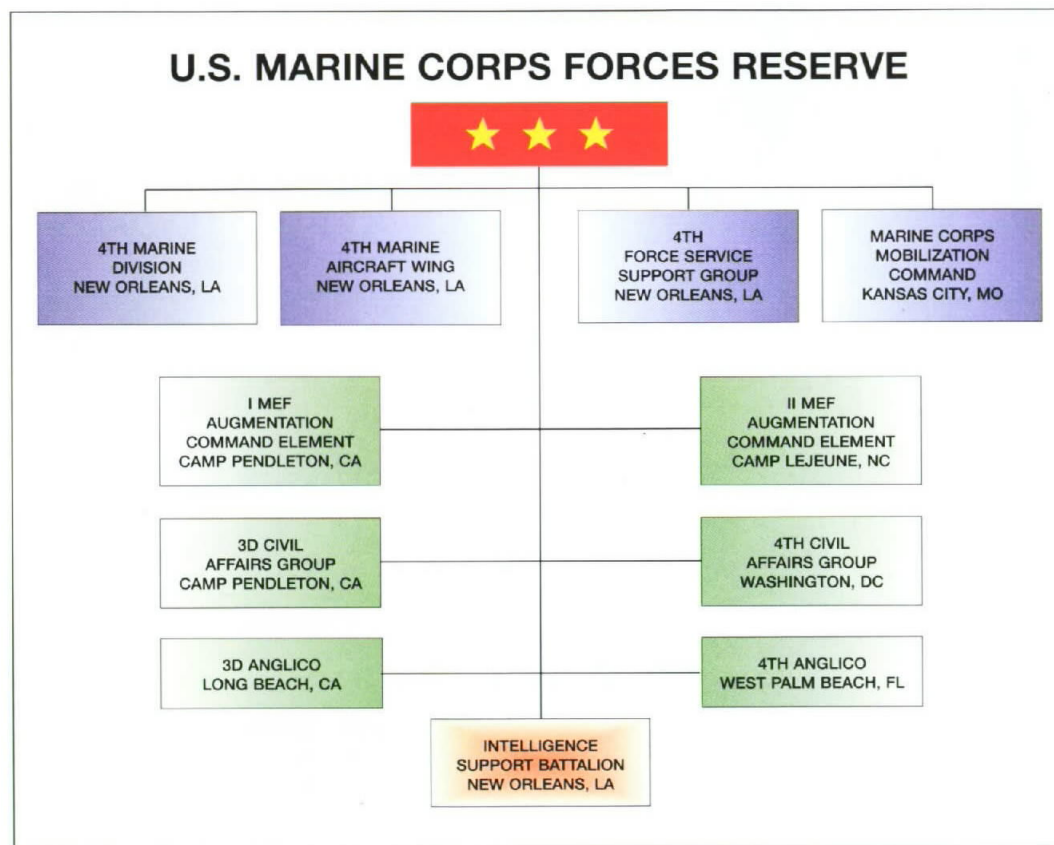 U.S. MARINE CORPS FORCES RESERVE
4TH MARINE
DIVISION
NEW ORLEANS, LA
4TH MARINE
AIRCRAFT WING
NEW ORLEANS, LA
4TH
FORCE SERVICE
SUPPORT GROUP
NEW ORLEANS, LA
MARINE CORPS
MOBILIZATION
COMMAND
KANSAS CITY, MO
I MEF
AUGMENTATION
COMMAND ELEMENT
CAMP PENDLETON, CA
II MEF
AUGMENTATION
COMMAND ELEMENT
CAMP LEJEUNE, NC
3D CIVIL
AFFAIRS GROUP
CAMP PENDLETON, CA
4TH CIVIL
AFFAIRS GROUP
WASHINGTON, DC
3D ANGLICO
LONG BEACH, CA
4TH ANGLICO
WEST PALM BEACH, FL
INTELLIGENCE
SUPPORT BATTALION
NEW ORLEANS, LA